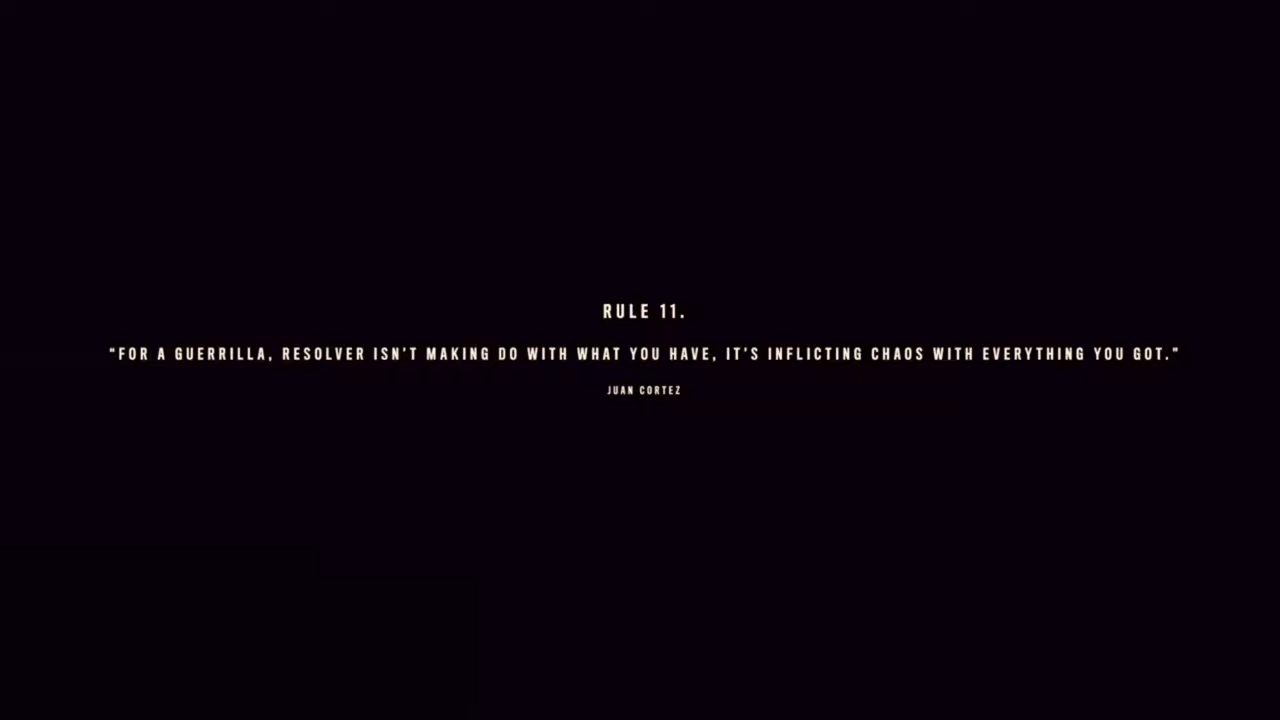 RULE 11.
"FOR A GUERRILLA, RESOLVER ISN'T MAKING DO WITH WHAT YOU HAVE, IT'S INFLICTING CHAOS WITH EVERYTHING YOU GOT."
JUAN CORTEZ